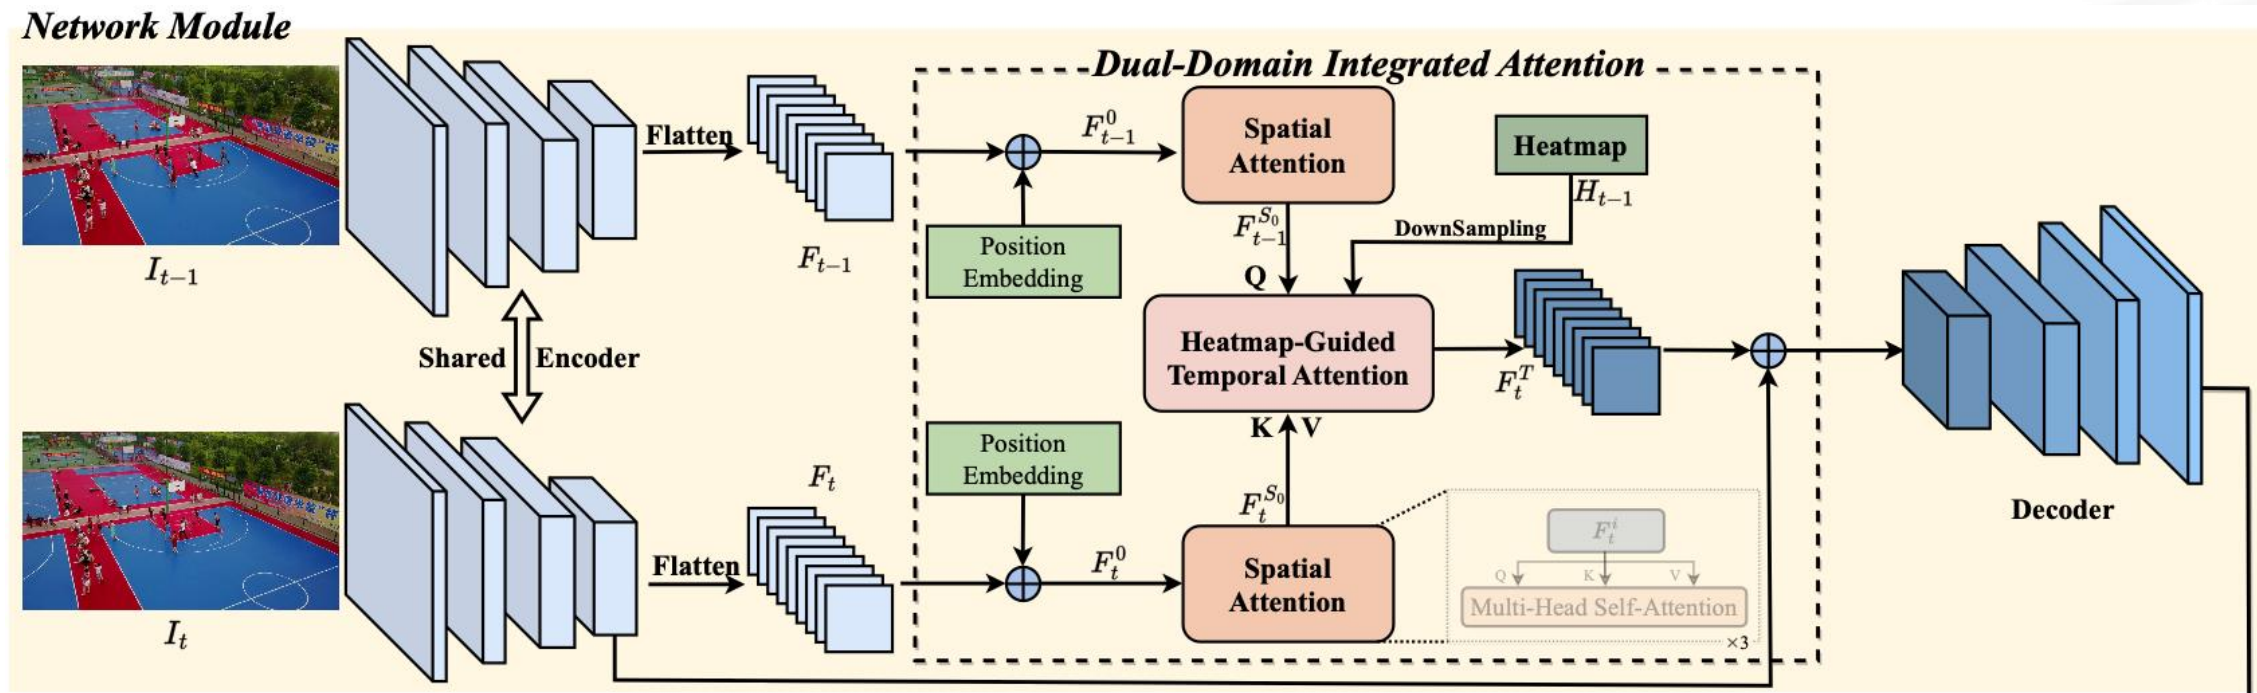 Network Module
Dual-Domain Integrated Attention
Flatten
F_{t-1}^0
Spatial
Attention
Heatmap
H_{t-1}
I_{t-1}
F_{t-1}
Position
Embedding
F_{t-1}^{S_0}
DownSampling
Q
Shared Encoder
Heatmap-Guided
Temporal Attention
F_t^T
K V
Position
Embedding
F_t
F_t^{S_0}
Decoder
Flatten
F_t^0
Spatial
Attention
F_t^i
Q K V
Multi-Head Self-Attention
×3
I_t